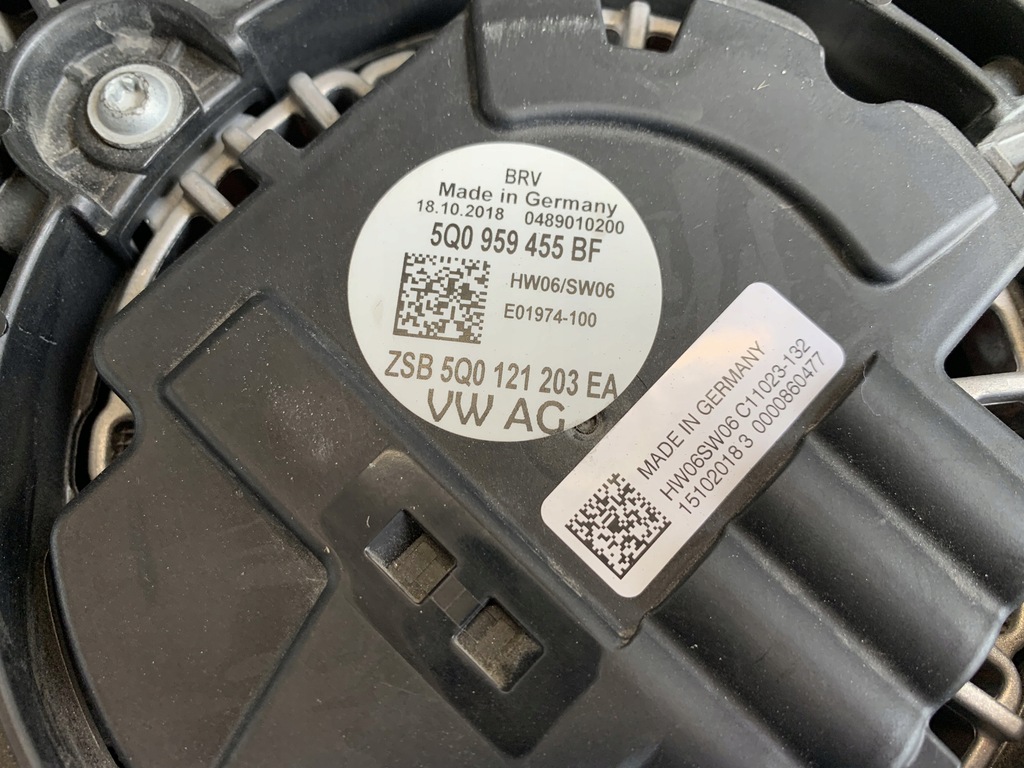 BRV
Made in Germany
18.10.2018 0489010200
5Q0 959 455 BF
HW06/SW06
E01974-100
ZSB 5Q0 121 203 EA
VW AG
MADE IN GERMANY
HW06SW06 C11023-132
15102018 3 0000860477